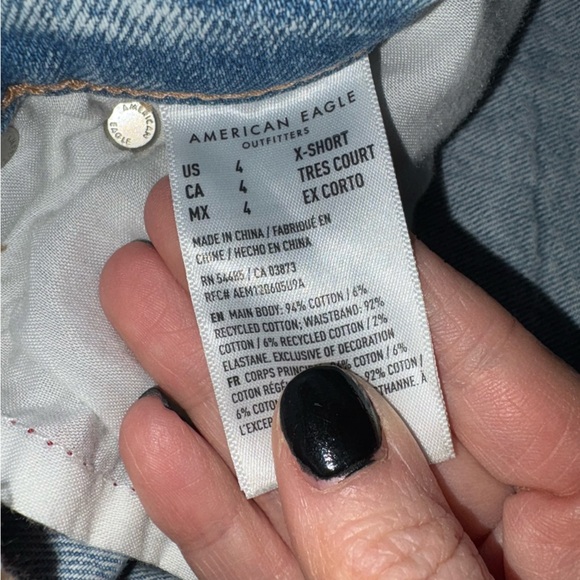 AMERICAN
EAGLE
AMERICAN EAGLE
OUTFITTERS
US 4 X-SHORT
CA 4 TRES COURT
MX 4 EX CORTO
MADE IN CHINA / FABRIQUÉ EN
CHINE / HECHO EN CHINA
RN 54485 / CA 03873
RFC# AEM120605U9A
EN MAIN BODY: 94% COTTON / 6%
RECYCLED COTTON; WAISTBAND: 92%
COTTON / 6% RECYCLED COTTON / 2%
ELASTANE. EXCLUSIVE OF DECORATION
FR CORPS COTON / 6%
COTON 92% COTON /
6% COTON À
L'EXCE